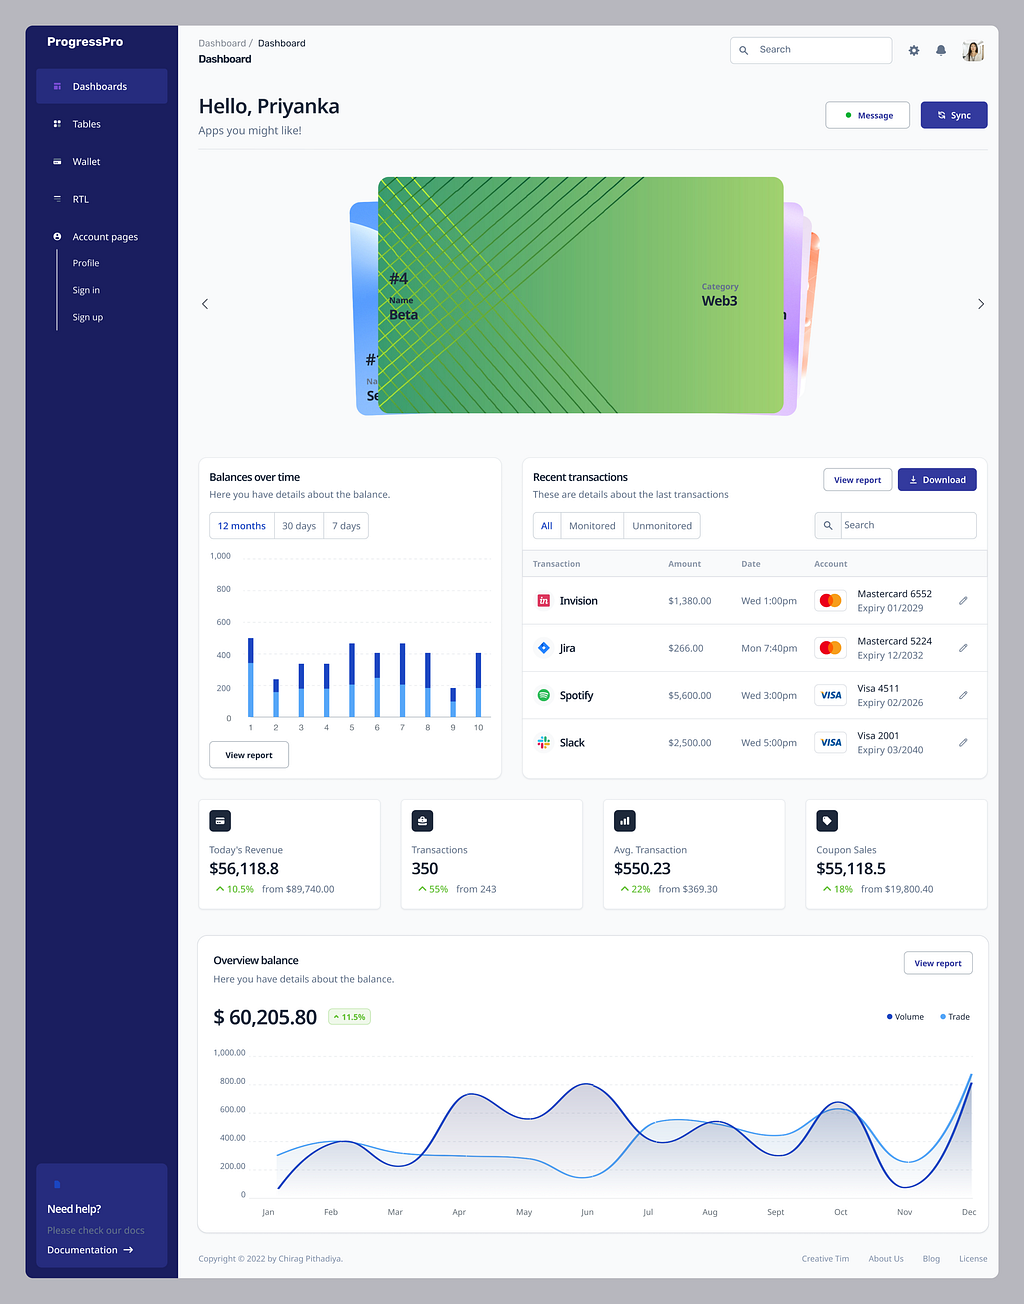 ProgressPro
Dashboards
Tables
Wallet
RTL
Account pages
Profile
Sign in
Sign up
Need help?
Please check our docs
Documentation
Dashboard / Dashboard
Dashboard
Search
Hello, Priyanka
Apps you might like!
Message
Sync
#4
Name
Beta
Category
Web3
Balances over time
Here you have details about the balance.
12 months 30 days 7 days
1,000
800
600
400
200
0
1 2 3 4 5 6 7 8 9 10
View report
Recent transactions
These are details about the last transactions
View report
Download
All Monitored Unmonitored
Search
Transaction Amount Date Account
in Invision $1,380.00 Wed 1:00pm Mastercard 6552
Expiry 01/2029
Jira $266.00 Mon 7:40pm Mastercard 5224
Expiry 12/2032
Spotify $5,600.00 Wed 3:00pm VISA Visa 4511
Expiry 02/2026
Slack $2,500.00 Wed 5:00pm VISA Visa 2001
Expiry 03/2040
Today's Revenue
$56,118.8
10.5% from $89,740.00
Transactions
350
55% from 243
Avg. Transaction
$550.23
22% from $369.30
Coupon Sales
$55,118.5
18% from $19,800.40
Overview balance
Here you have details about the balance.
View report
$ 60,205.80 11.5%
Volume Trade
1,000.00
800.00
600.00
400.00
200.00
0
Jan Feb Mar Apr May Jun Jul Aug Sept Oct Nov Dec
Copyright © 2022 by Chirag Pithadiya.
Creative Tim About Us Blog License